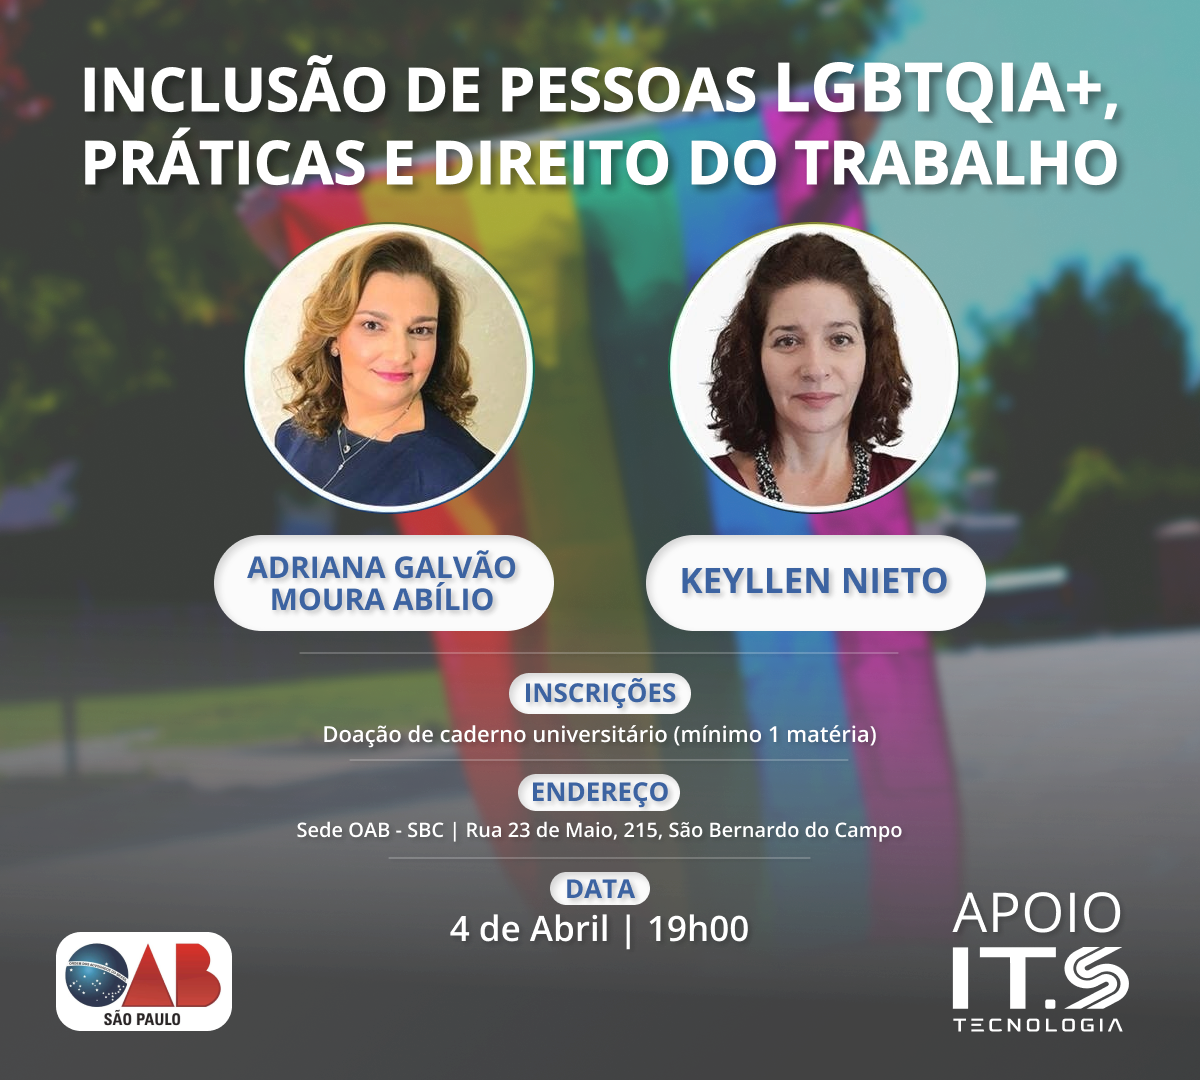 INCLUSÃO DE PESSOAS LGBTQIA+,
PRÁTICAS E DIREITO DO TRABALHO
ADRIANA GALVÃO
MOURA ABÍLIO
KEYLLEN NIETO
INSCRIÇÕES
Doação de caderno universitário (mínimo 1 matéria)
ENDEREÇO
Sede OAB - SBC | Rua 23 de Maio, 215, São Bernardo do Campo
DATA
4 de Abril | 19h00
OAB
SÃO PAULO
APOIO
IT.S
TECNOLOGIA